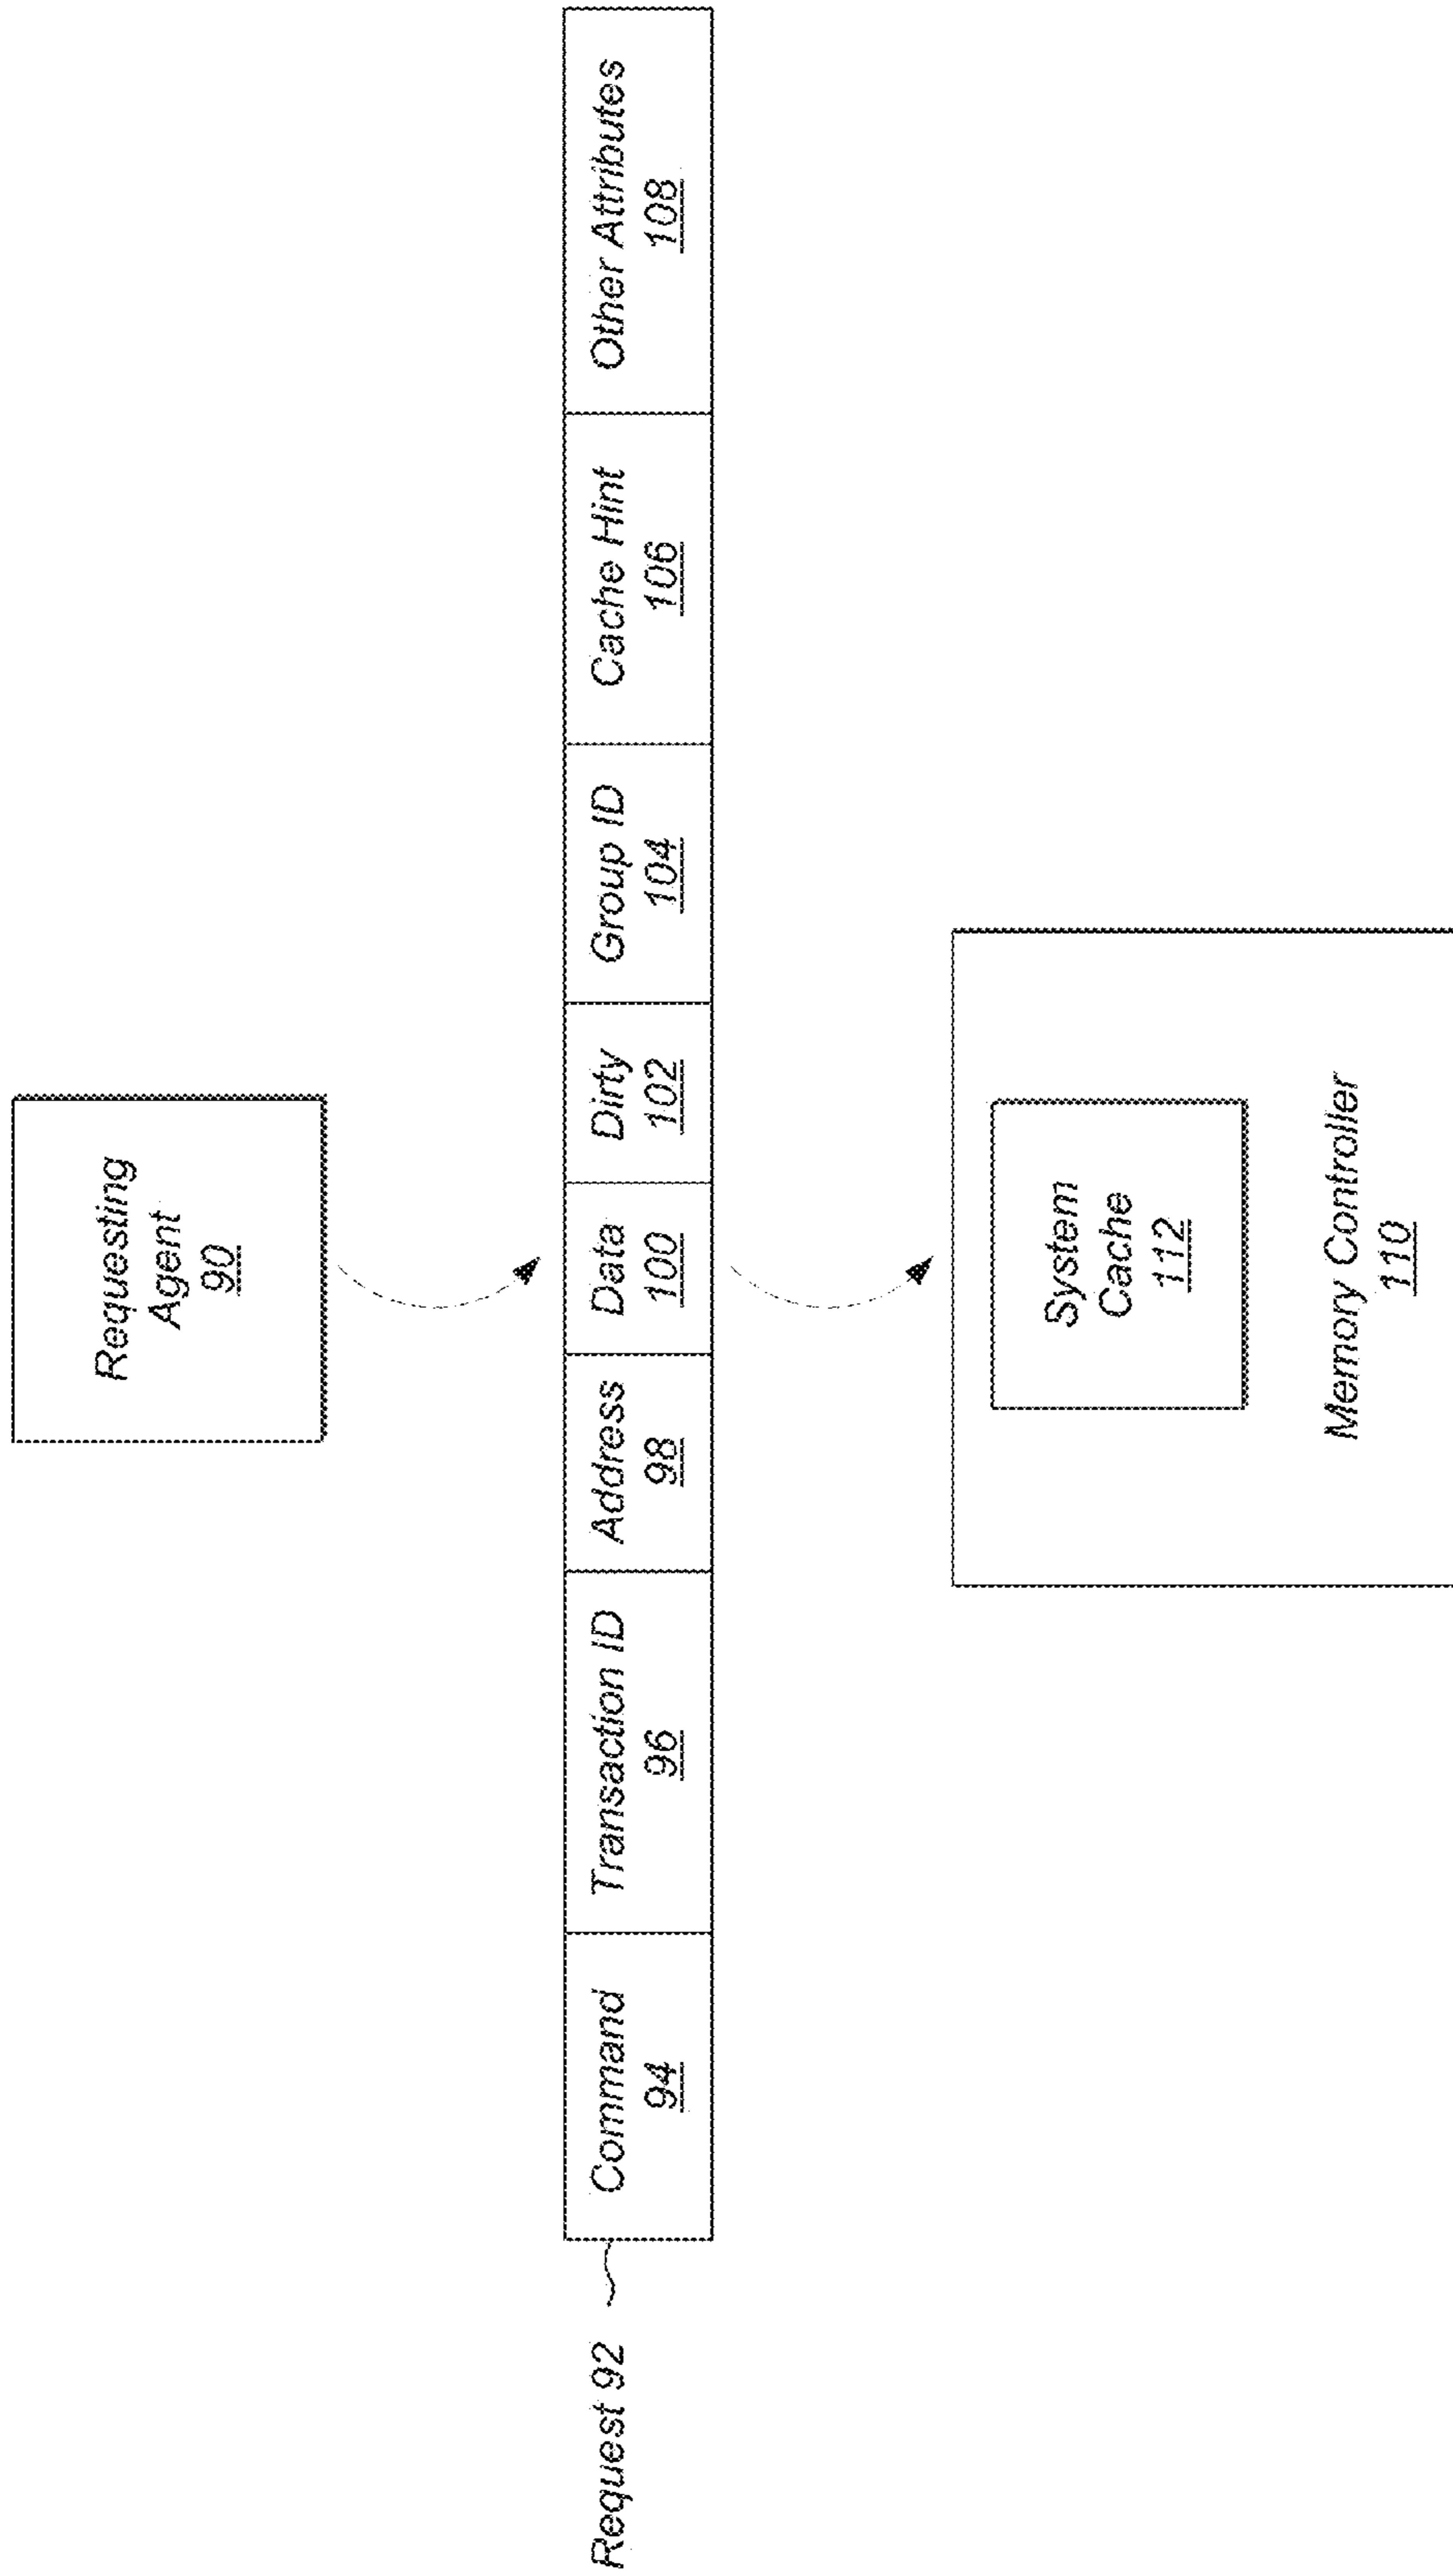 Requesting
Agent
90
Request 92
Command
94
Transaction ID
96
Address
98
Data
100
Dirty
102
Group ID
104
Cache Hint
106
Other Attributes
108
System
Cache
112
Memory Controller
110